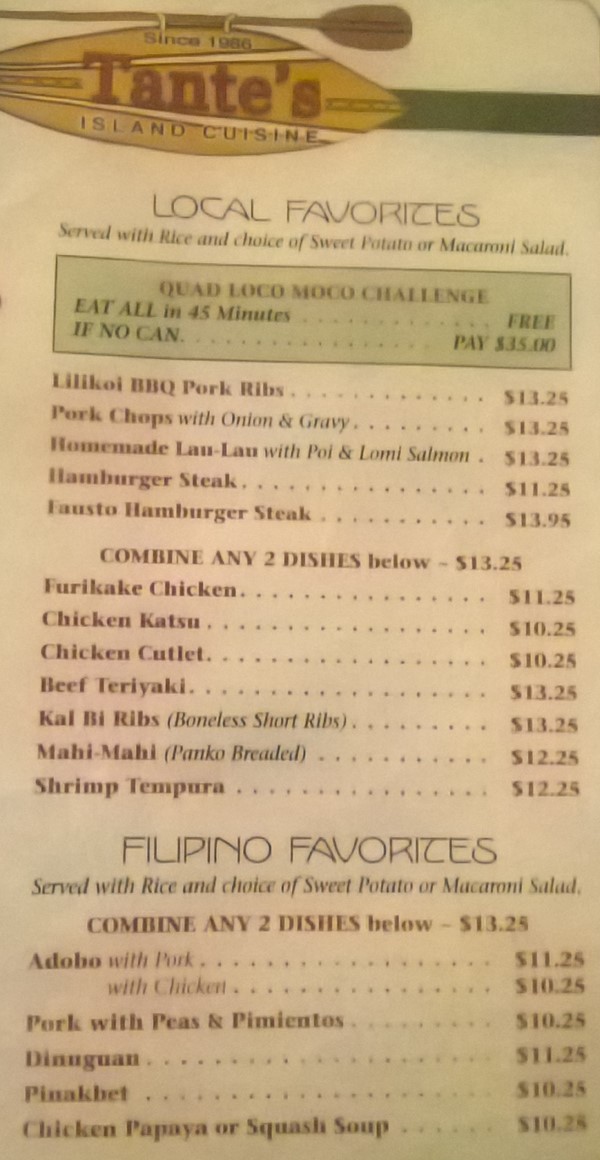 Since 1986
Tante's
ISLAND CUISINE
LOCAL FAVORITES
Served with Rice and choice of Sweet Potato or Macaroni Salad.
QUAD LOCO MOCO CHALLENGE
EAT ALL in 45 Minutes . . . . . . . . . . . . . FREE
IF NO CAN. . . . . . . . . . . . . . . . . PAY $35.00
Lilikoi BBQ Pork Ribs . . . . . . . . . . . . . $13.25
Pork Chops with Onion & Gravy. . . . . . . . . $13.25
Homemade Lau-Lau with Poi & Lomi Salmon . $13.25
Hamburger Steak. . . . . . . . . . . . . . . . $11.25
Fausto Hamburger Steak . . . . . . . . . . . $13.95
COMBINE ANY 2 DISHES below ~ $13.25
Furikake Chicken. . . . . . . . . . . . . . . . $11.25
Chicken Katsu . . . . . . . . . . . . . . . . . $10.25
Chicken Cutlet. . . . . . . . . . . . . . . . . $10.25
Beef Teriyaki. . . . . . . . . . . . . . . . . . $13.25
Kal Bi Ribs (Boneless Short Ribs) . . . . . . . . . $13.25
Mahi-Mahi (Panko Breaded) . . . . . . . . . . . $12.25
Shrimp Tempura . . . . . . . . . . . . . . . . $12.25
FILIPINO FAVORITES
Served with Rice and choice of Sweet Potato or Macaroni Salad.
COMBINE ANY 2 DISHES below ~ $13.25
Adobo with Pork . . . . . . . . . . . . . . . . . . $11.25
with Chicken . . . . . . . . . . . . . . . . $10.25
Pork with Peas & Pimientos . . . . . . . . . . $10.25
Dinuguan . . . . . . . . . . . . . . . . . . . . $11.25
Pinakbet . . . . . . . . . . . . . . . . . . . . $10.25
Chicken Papaya or Squash Soup . . . . . . $10.25